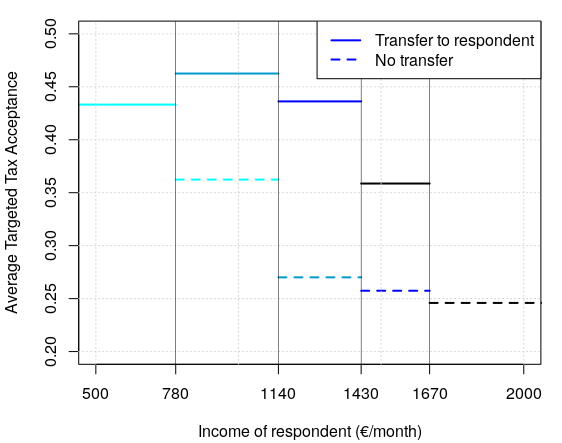 Transfer to respondent
No transfer
0.50
0.45
0.40
0.35
0.30
0.25
0.20
Average Targeted Tax Acceptance
500 780 1140 1430 1670 2000
Income of respondent (€/month)